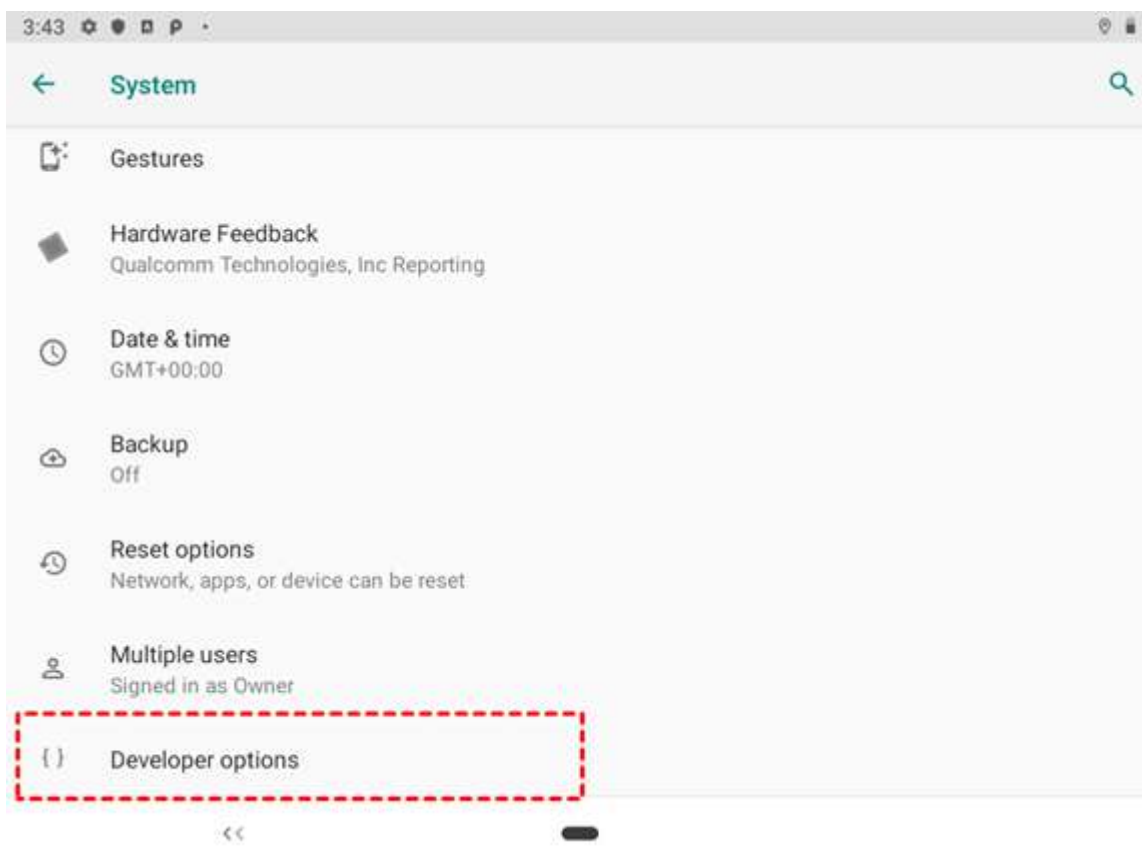 3:43
System
Gestures
Hardware Feedback
Qualcomm Technologies, Inc Reporting
Date & time
GMT+00:00
Backup
Off
Reset options
Network, apps, or device can be reset
Multiple users
Signed in as Owner
{ } Developer options
<<